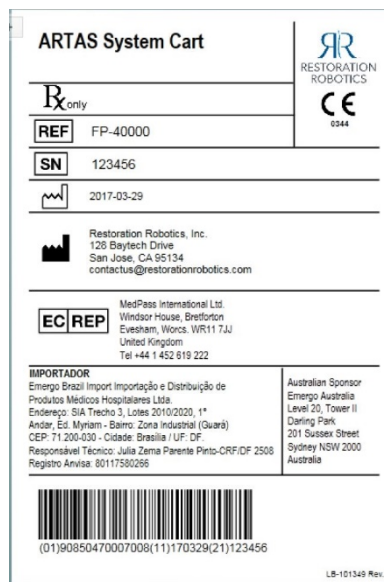 ARTAS System Cart
RR
RESTORATION
ROBOTICS
CE
0344
Rx only
REF FP-40000
SN 123456
2017-03-29
Restoration Robotics, Inc.
128 Baytech Drive
San Jose, CA 95134
contactus@restorationrobotics.com
EC REP
MedPass International Ltd.
Windsor House, Bretforton
Evesham, Worcs. WR11 7JJ
United Kingdom
Tel +44 1 452 619 222
IMPORTADOR
Emergo Brazil Import Importação e Distribuição de
Produtos Médicos Hospitalares Ltda.
Endereço: SIA Trecho 3, Lotes 2010/2020, 1°
Andar, Ed. Myriam - Bairro: Zona Industrial (Guará)
CEP: 71.200-030 - Cidade: Brasília / UF: DF.
Responsável Técnico: Julia Zema Parente Pinto-CRF/DF 2508
Registro Anvisa: 80117580266
Australian Sponsor
Emergo Australia
Level 20, Tower II
Darling Park
201 Sussex Street
Sydney NSW 2000
Australia
(01)90850470007008(11)170329(21)123456
LB-101349 Rev.